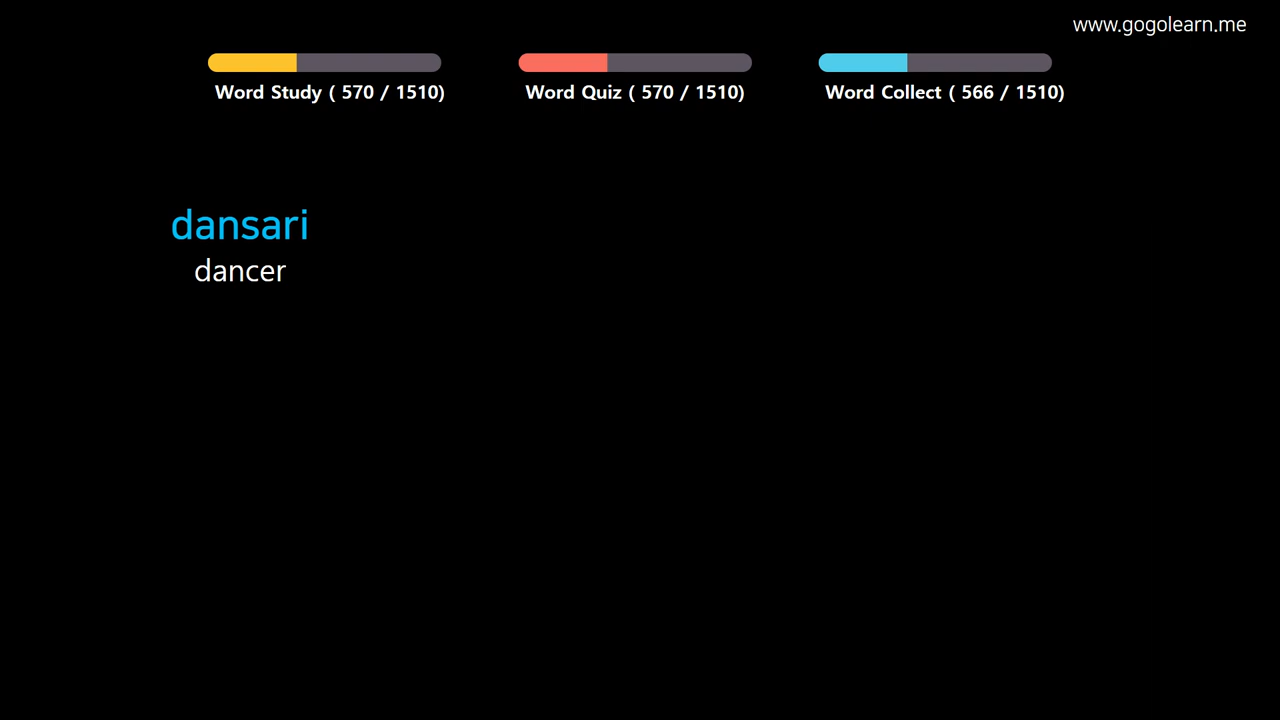 www.gogolearn.me
Word Study ( 570 / 1510)
Word Quiz ( 570 / 1510)
Word Collect ( 566 / 1510)
dansari
dancer